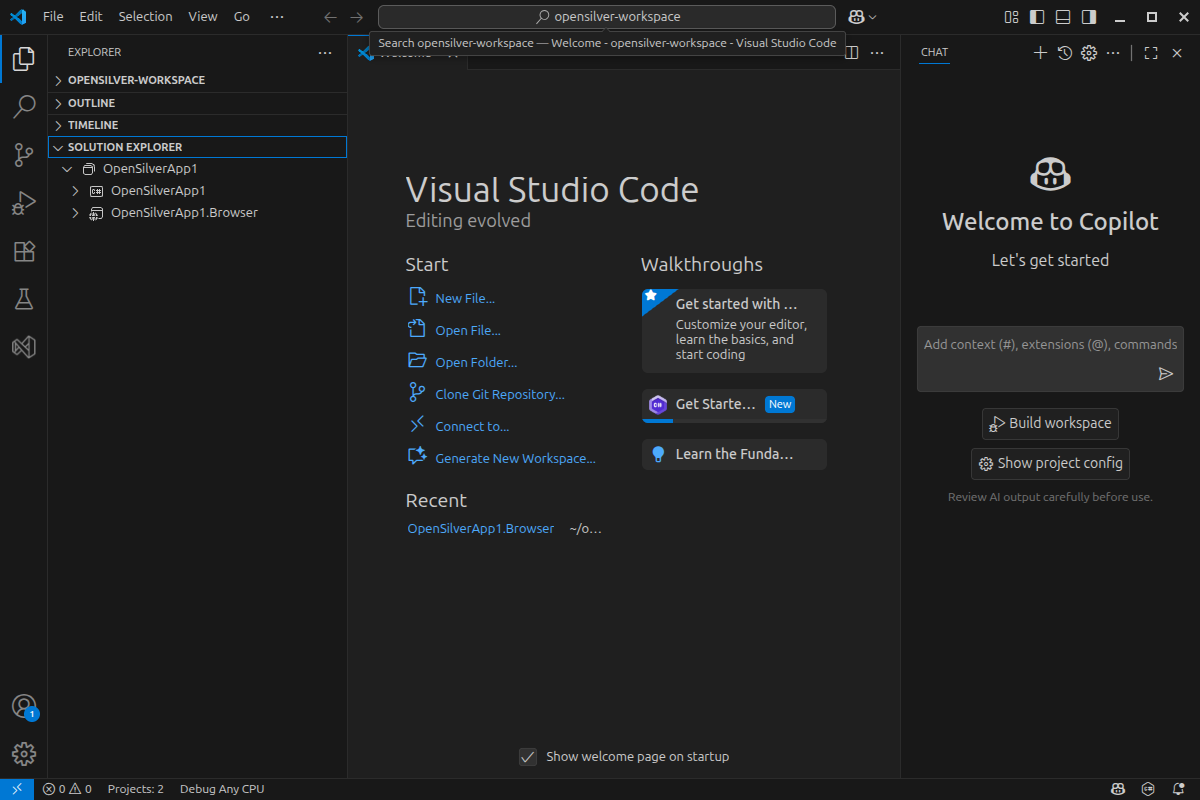 File Edit Selection View Go ···
opensilver-workspace
Search opensilver-workspace — Welcome - opensilver-workspace - Visual Studio Code
EXPLORER
OPENSILVER-WORKSPACE
OUTLINE
TIMELINE
SOLUTION EXPLORER
OpenSilverApp1
OpenSilverApp1
OpenSilverApp1.Browser
Visual Studio Code
Editing evolved
Start
New File...
Open File...
Open Folder...
Clone Git Repository...
Connect to...
Generate New Workspace...
Recent
OpenSilverApp1.Browser ~/o...
Walkthroughs
Get started with ...
Customize your editor,
learn the basics, and
start coding
Get Starte... New
Learn the Funda...
Show welcome page on startup
CHAT
Welcome to Copilot
Let's get started
Add context (#), extensions (@), commands
Build workspace
Show project config
Review AI output carefully before use.
1
0 0 Projects: 2 Debug Any CPU